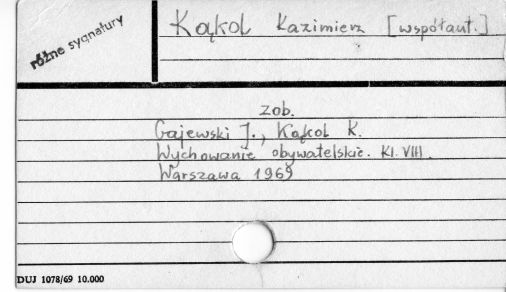 różne sygnatury
Kąkol Kazimierz [współaut.]
zob.
Gajewski J., Kąkol K.
Wychowanie obywatelskie. Kl. VIII.
Warszawa 1969
DUJ 1078/69 10.000